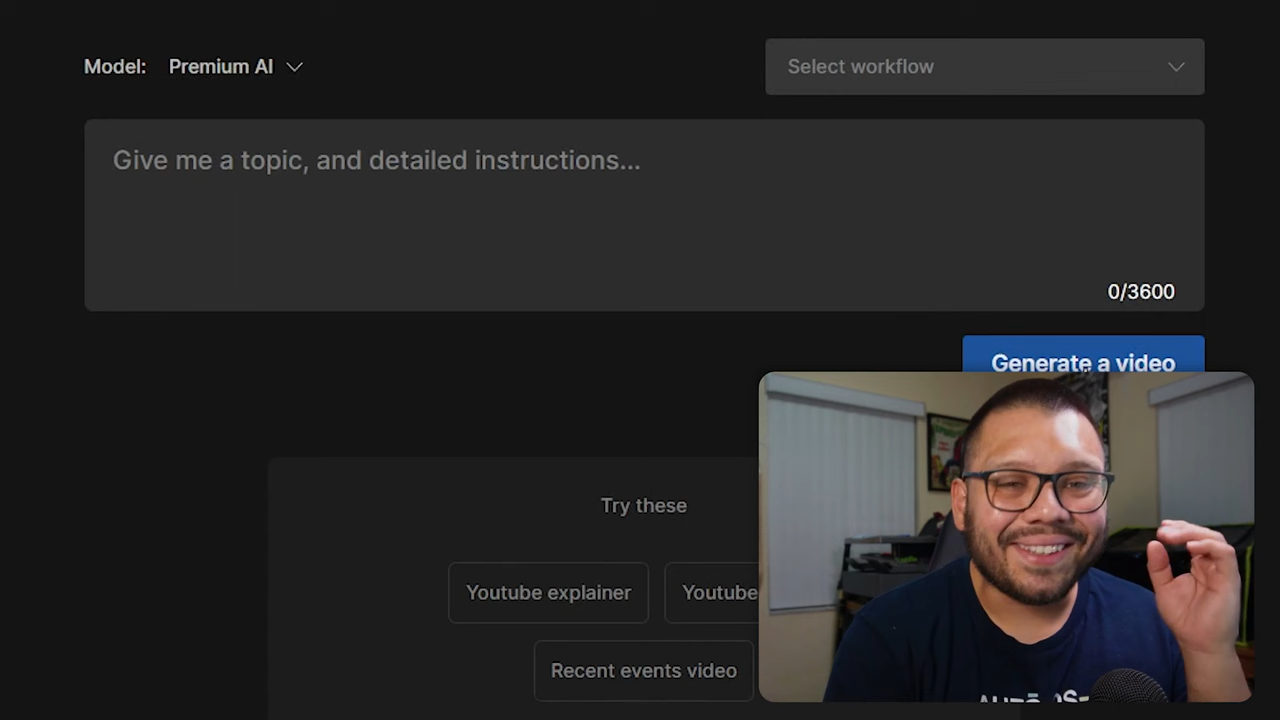 Model: Premium AI
Select workflow
Give me a topic, and detailed instructions...
0/3600
Generate a video
Try these
Youtube explainer
Youtube
Recent events video